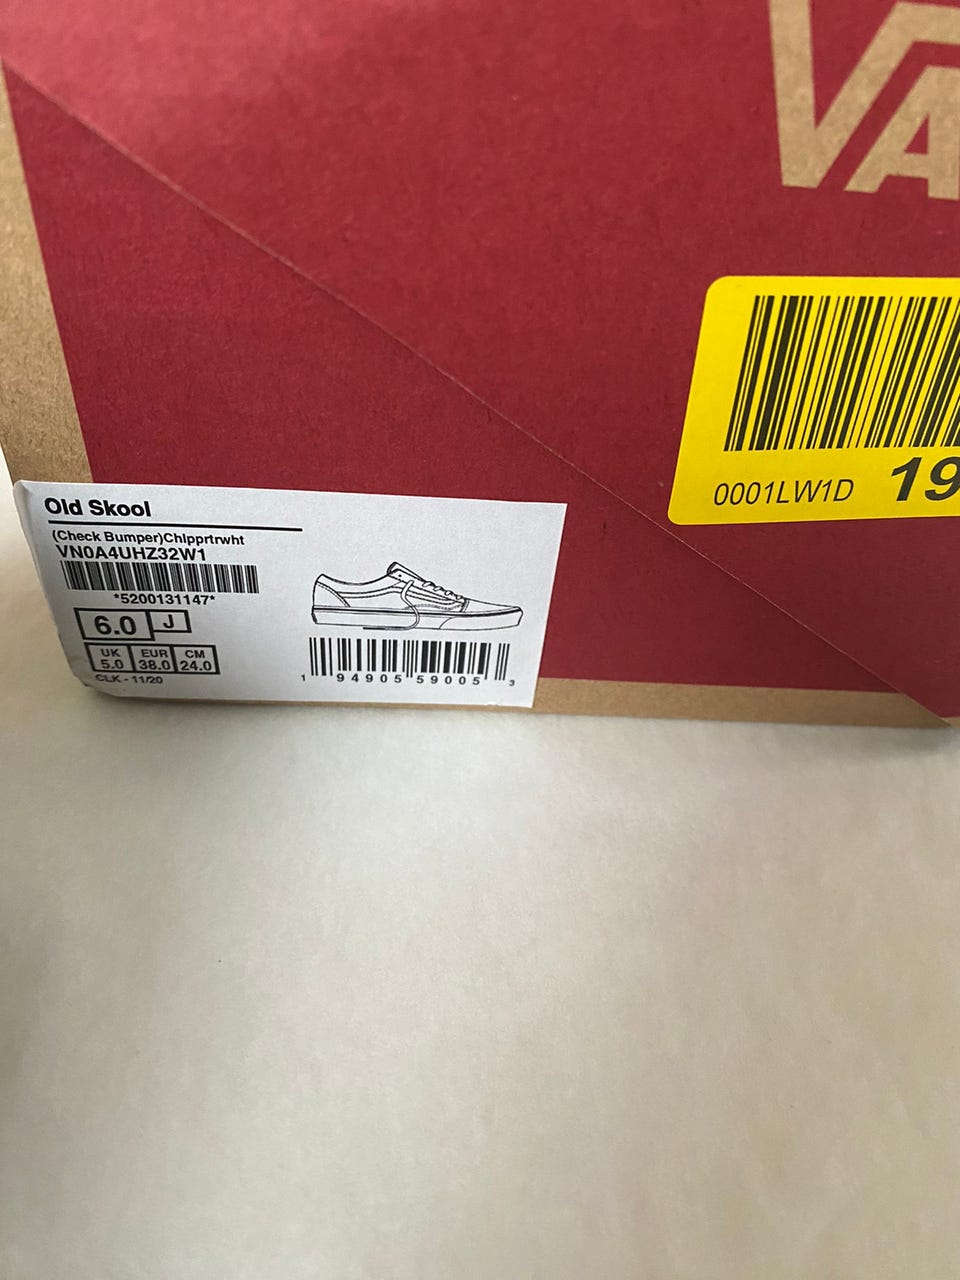 VA
0001LW1D 19
Old Skool
(Check Bumper)Chlpprtrwht
VN0A4UHZ32W1
*5200131147*
6.0 J
UK EUR CM
5.0 38.0 24.0
CLK - 11/20
1 94905 59005 3